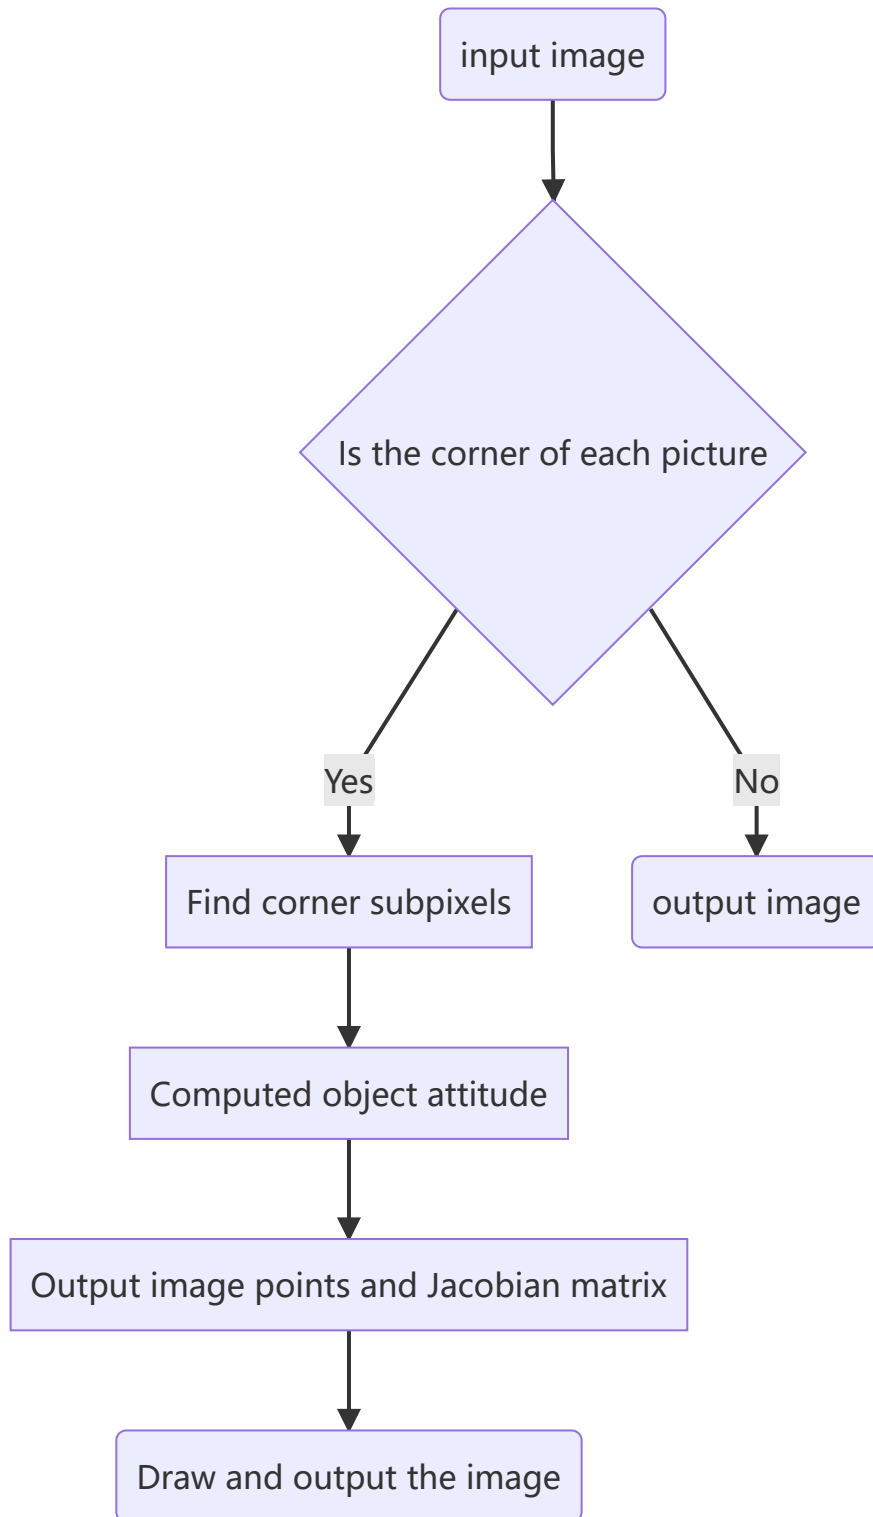 input image
Is the corner of each picture
Yes
No
Find corner subpixels
output image
Computed object attitude
Output image points and Jacobian matrix
Draw and output the image